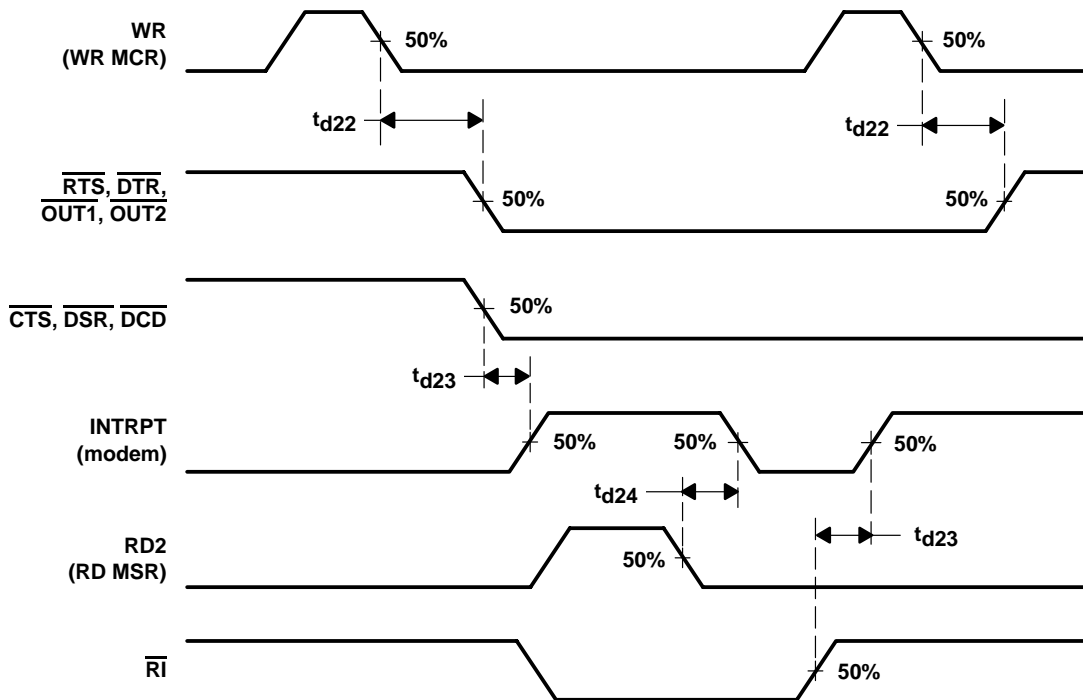 WR
(WR MCR)
50%
50%
td22
td22
RTS, DTR,
OUT1, OUT2
50%
50%
CTS, DSR, DCD
50%
td23
INTRPT
(modem)
50%
50%
50%
td24
td23
RD2
(RD MSR)
50%
RI
50%